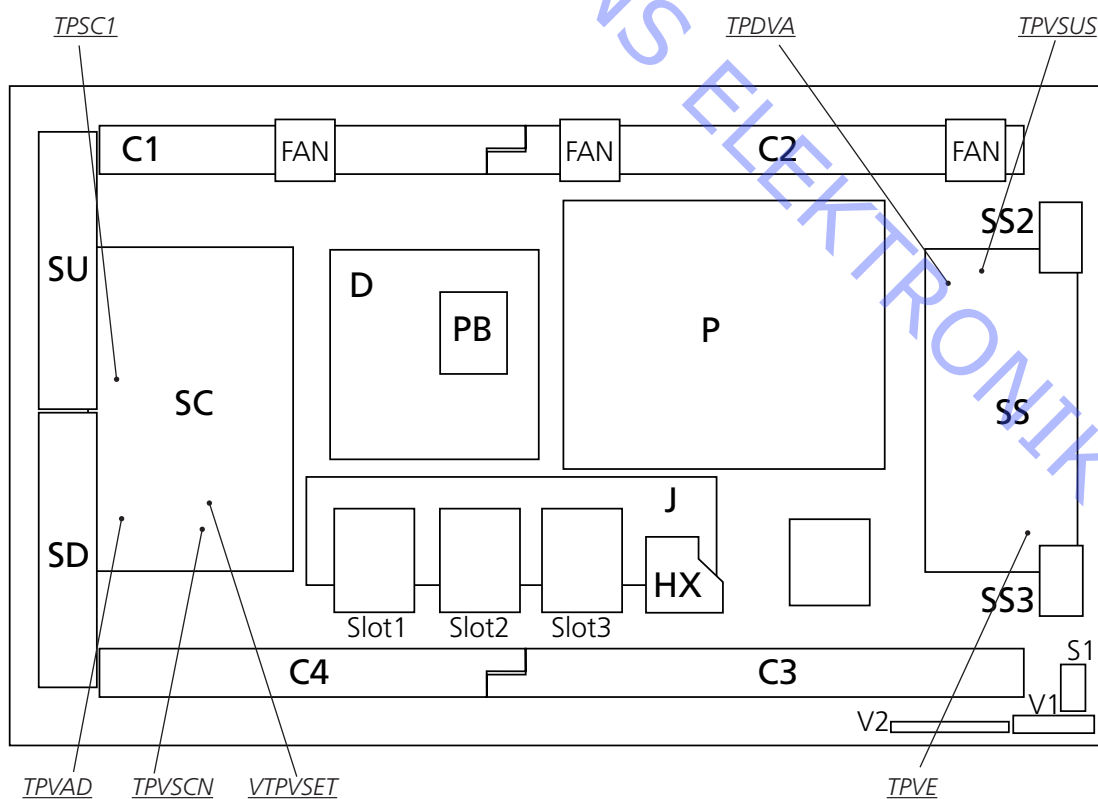 TPSC1
TPDVA
TPVSUS
C1
FAN
FAN
C2
FAN
SU
D
PB
P
SS2
SC
SS
SD
J
HX
SS3
Slot1
Slot2
Slot3
C4
C3
S1
V1
V2
TPVAD
TPVSCN
VTPVSET
TPVE
NS ELEKTRONIK